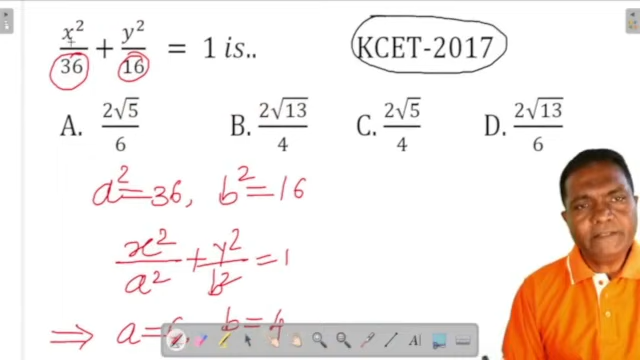 x²/36 + y²/16 = 1 is.. KCET-2017
A. 2√5/6 B. 2√13/4 C. 2√5/4 D. 2√13/6
a²=36, b²=16
x²/a² + y²/b² = 1
⇒ a= b=4